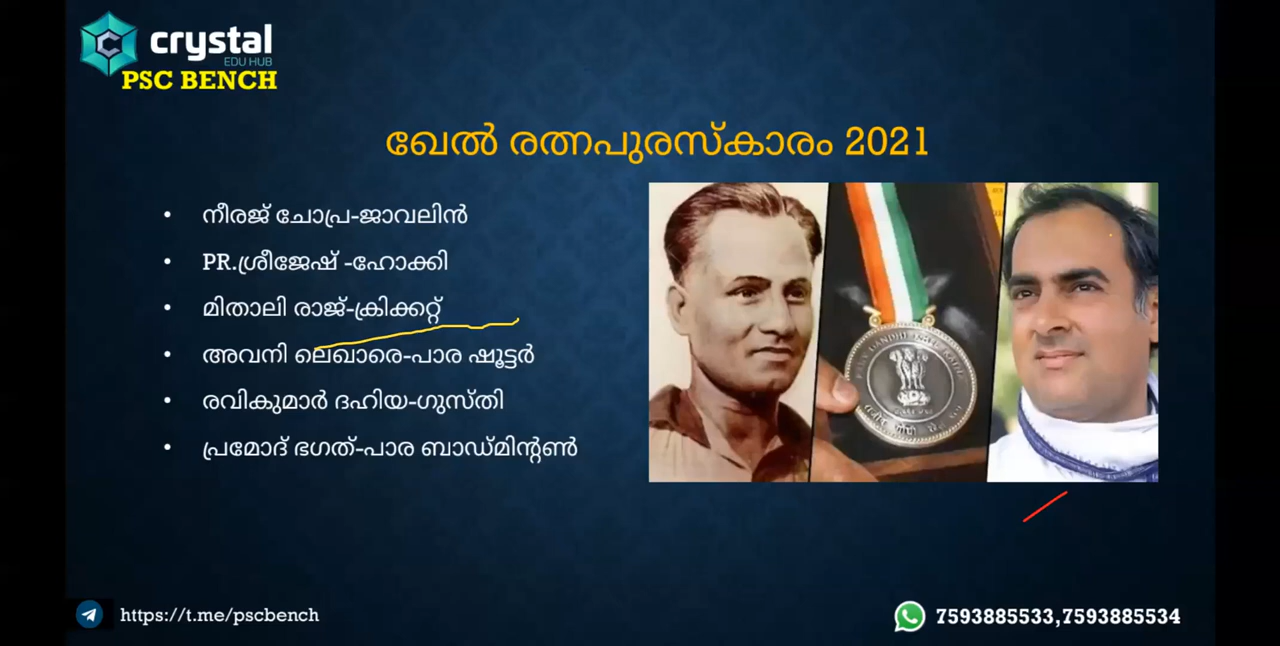 crystal
EDU HUB
PSC BENCH
ഖേൽ രത്നപുരസ്കാരം 2021
• നീരജ് ചോപ്ര-ജാവലിൻ
• PR.ശ്രീജേഷ് -ഹോക്കി
• മിതാലി രാജ്-ക്രിക്കറ്റ്
• അവനി ലെഖാരെ-പാര ഷൂട്ടർ
• രവികുമാർ ദഹിയ-ഗുസ്തി
• പ്രമോദ് ഭഗത്-പാര ബാഡ്മിന്റൺ
https://t.me/pscbench
7593885533,7593885534